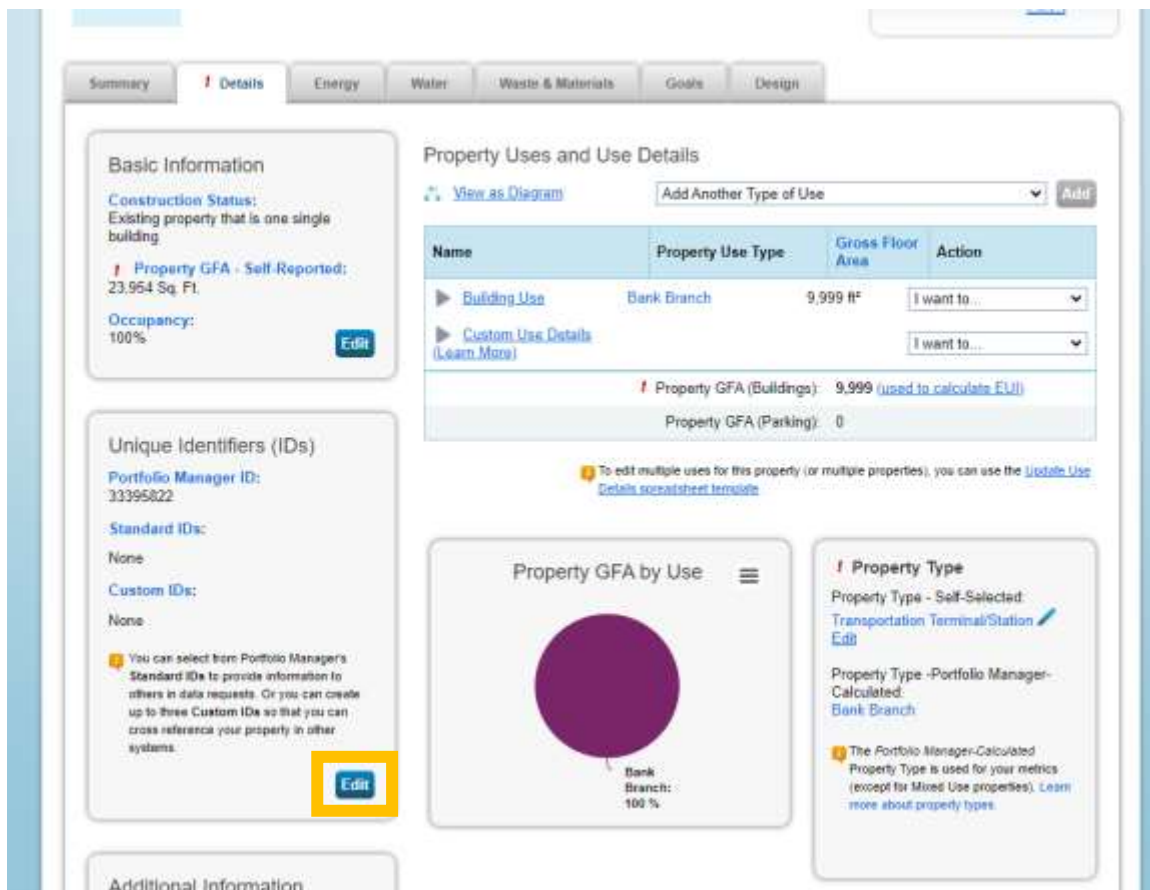 Summary
! Details
Energy
Water
Waste & Materials
Goals
Design
Basic Information
Construction Status:
Existing property that is one single
building
! Property GFA - Self-Reported:
23,954 Sq. Ft.
Occupancy:
100%
Edit
Unique Identifiers (IDs)
Portfolio Manager ID:
33395822
Standard IDs:
None
Custom IDs:
None
You can select from Portfolio Manager's
Standard IDs to provide information to
others in data requests. Or you can create
up to three Custom IDs so that you can
cross reference your property in other
systems.
Edit
Additional Information
Property Uses and Use Details
View as Diagram
Add Another Type of Use
Add
Name Property Use Type Gross Floor Area Action
Building Use Bank Branch 9,999 ft² I want to...
Custom Use Details
(Learn More)
I want to...
! Property GFA (Buildings): 9,999 (used to calculate EUI)
Property GFA (Parking): 0
To edit multiple uses for this property (or multiple properties), you can use the Update Use
Details spreadsheet template
Property GFA by Use
Bank
Branch:
100 %
! Property Type
Property Type - Self-Selected:
Transportation Terminal/Station
Edit
Property Type -Portfolio Manager-
Calculated:
Bank Branch
The Portfolio Manager-Calculated
Property Type is used for your metrics
(except for Mixed Use properties). Learn
more about property types.